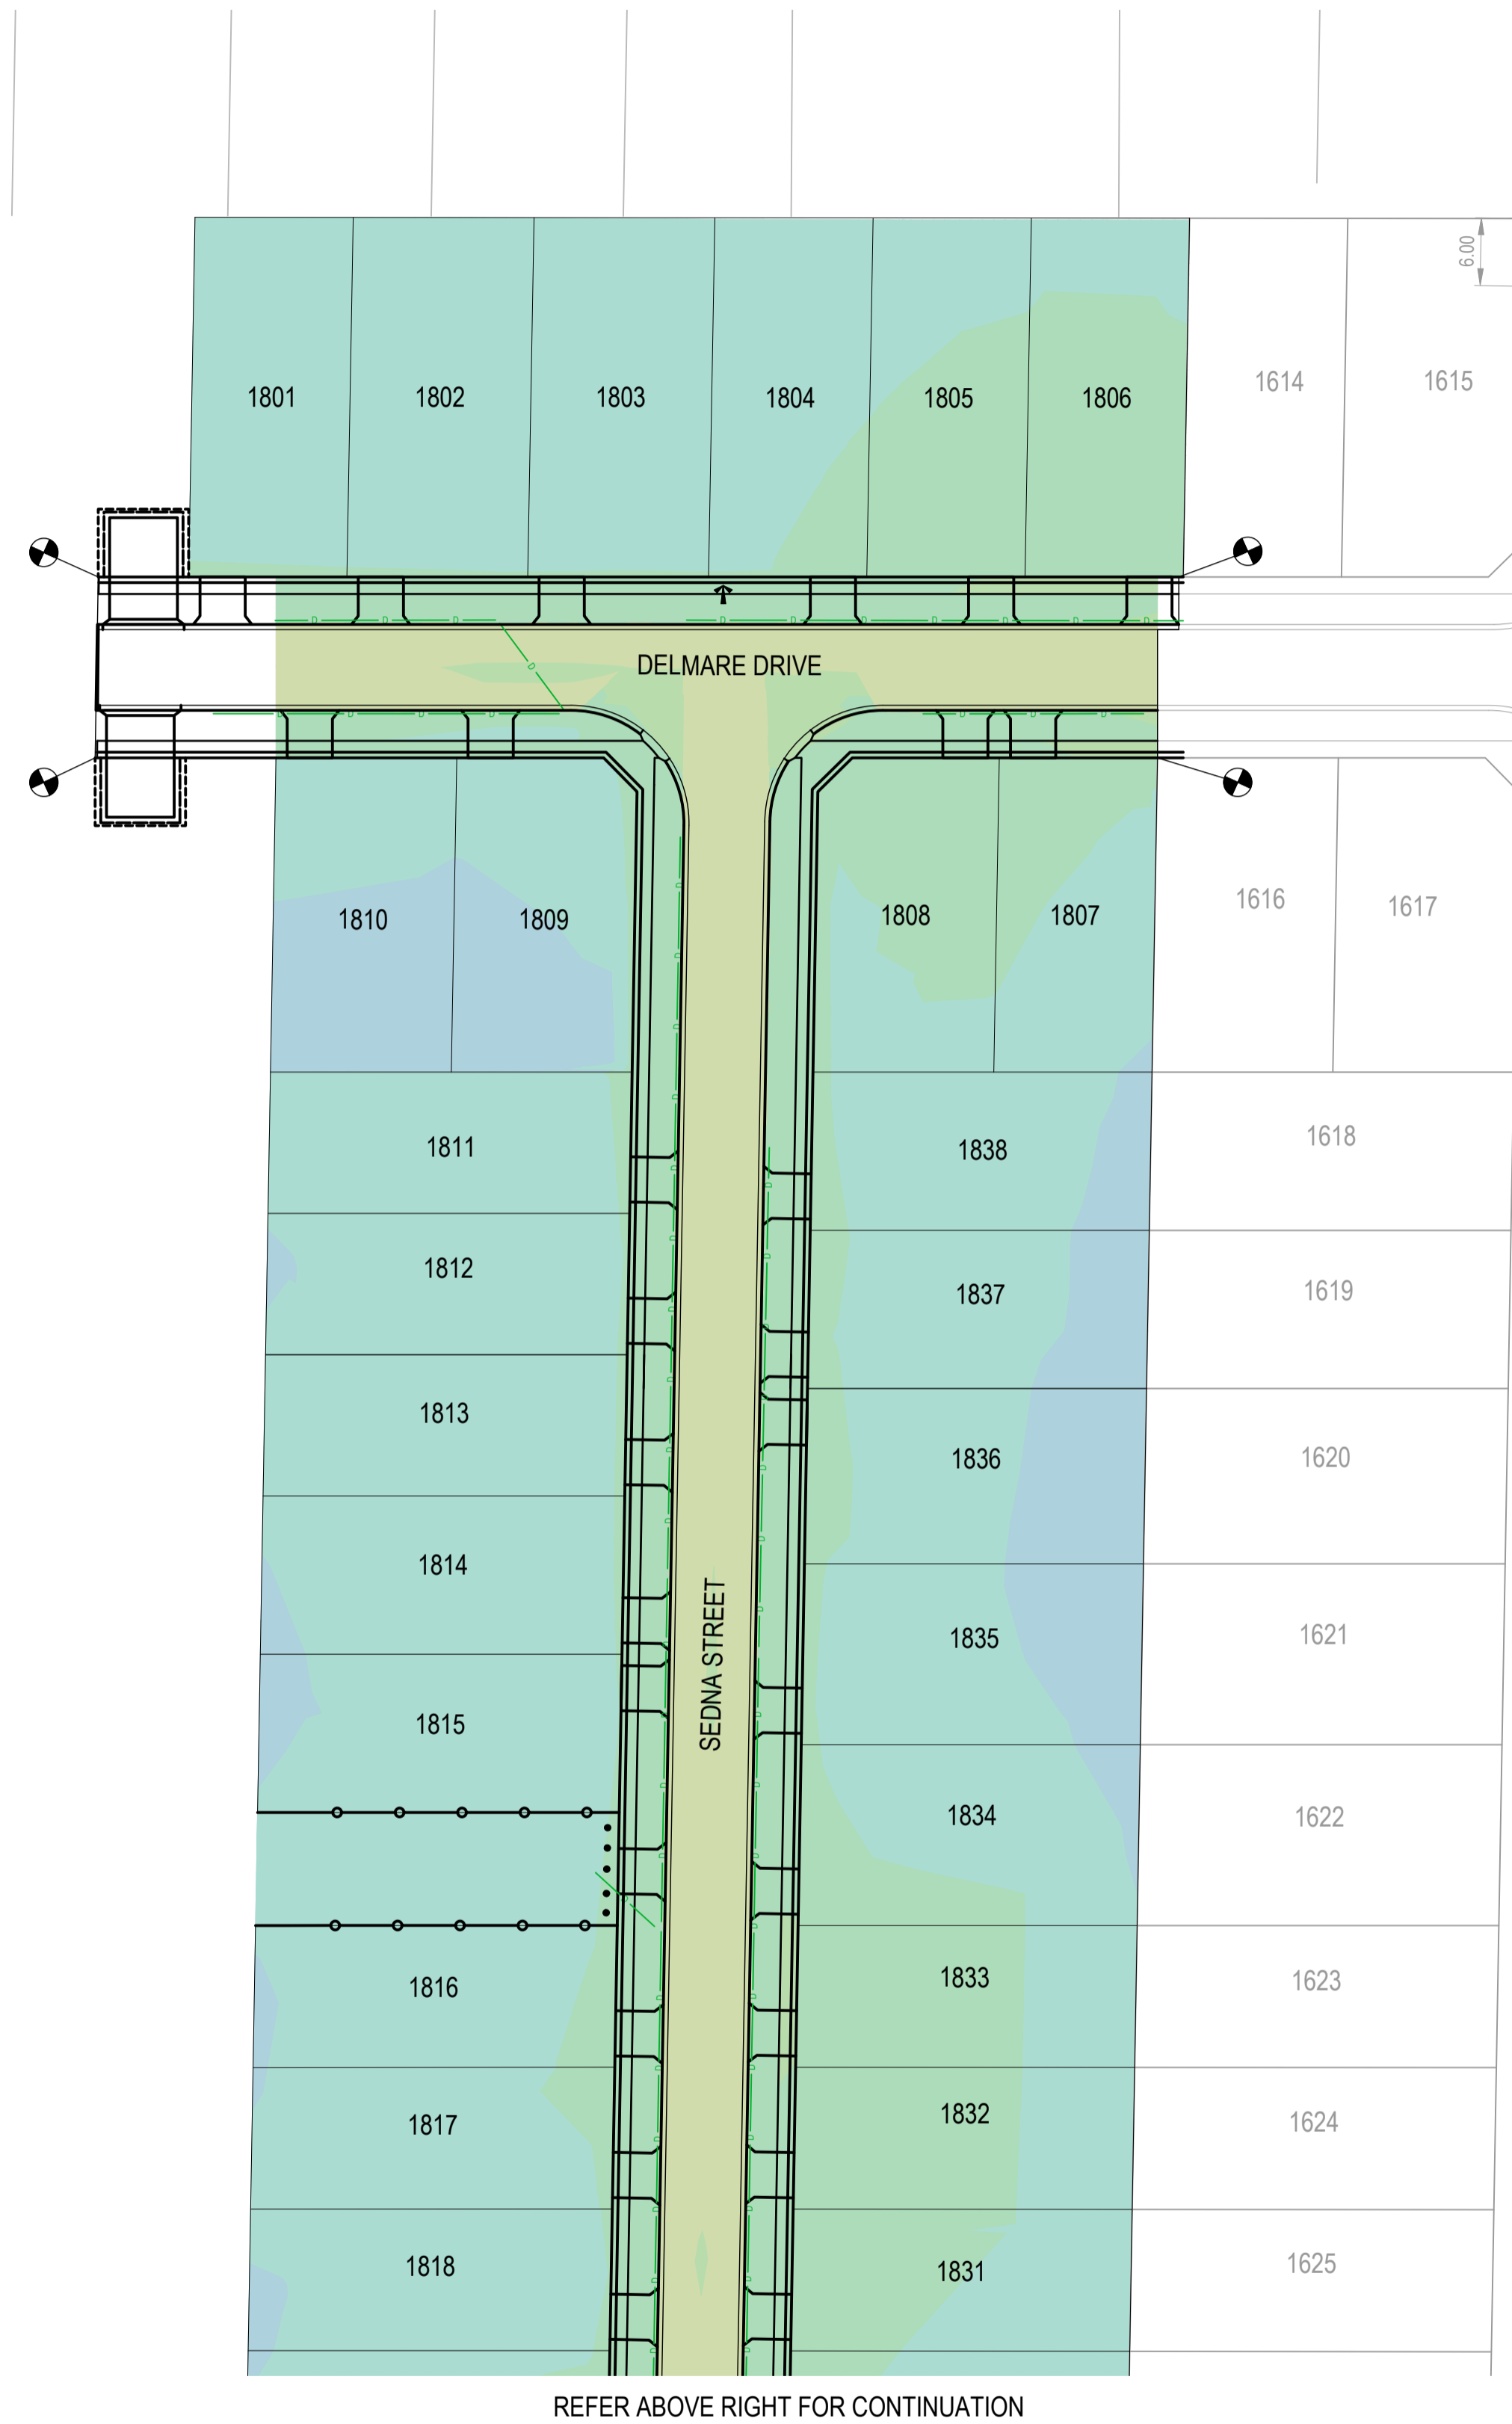 6.00
1801 1802 1803 1804 1805 1806 1614 1615
D D D D D D D D D D
D
DELMARE DRIVE
D D D D D D D
1810 1809 1808 1807 1616 1617
1811 1838 1618
1812 1837 1619
1813 1836 1620
1814 1835 1621
SEDNA STREET
1815 1834 1622
1816 1833 1623
1817 1832 1624
1818 1831 1625
REFER ABOVE RIGHT FOR CONTINUATION